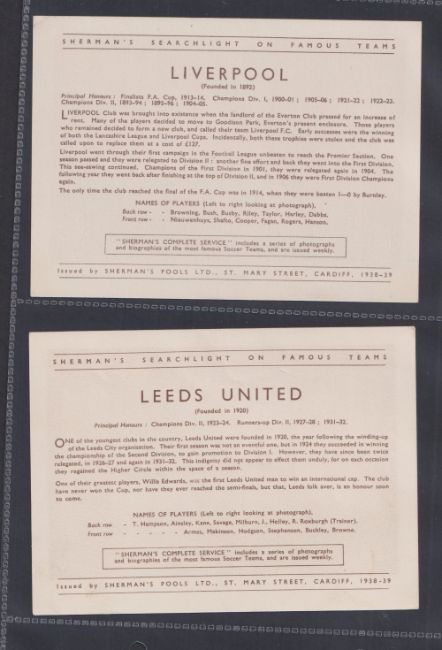 SHERMAN'S SEARCHLIGHT ON FAMOUS TEAMS
LIVERPOOL
(Founded in 1892)
Principal Honours : Finalists F.A. Cup, 1913-14. Champions Div. I, 1900-01 ; 1905-06 ; 1921-22 ; 1922-23.
Champions Div. II, 1893-94 ; 1895-96 ; 1904-05.
LIVERPOOL Club was brought into existence when the landlord of the Everton Club pressed for an increase of
rent. Many of the players decided to move to Goodison Park, Everton's present enclosure. Those players
who remained decided to form a new club, and called their team Liverpool F.C. Early successes were the winning
of both the Lancashire League and Liverpool Cups. Incidentally, both these trophies were stolen and the club was
called upon to replace them at a cost of £127.
Liverpool went through their first campaign in the Football League unbeaten to reach the Premier Section. One
season passed and they were relegated to Division II : another fine effort and back they went into the First Division.
This see-sawing continued. Champions of the First Division in 1901, they were relegated again in 1904. The
following year they went back after finishing at the top of Division II, and in 1906 they were First Division Champions
again.
The only time the club reached the final of the F.A. Cup was in 1914, when they were beaten 1—0 by Burnley.
NAMES OF PLAYERS (Left to right looking at photograph),
Back row - - Browning, Bush, Busby, Riley, Taylor, Harley, Dabbs.
Front row - - Nieuwenhuys, Shafto, Cooper, Fagan, Rogers, Hanson.
"SHERMAN'S COMPLETE SERVICE" includes a series of photographs
and biographies of the most famous Soccer Teams, and are issued weekly.
Issued by SHERMAN'S POOLS LTD., ST. MARY STREET, CARDIFF, 1938-39
SHERMAN'S SEARCHLIGHT ON FAMOUS TEAMS
LEEDS UNITED
(Founded in 1920)
Principal Honours : Champions Div. II, 1923-24. Runners-up Div. II, 1927-28 ; 1931-32.
ONE of the youngest clubs in the country, Leeds United were founded in 1920, the year following the winding-up
of the Leeds City organisation. Their first season was not an eventful one, but in 1924 they succeeded in winning
the championship of the Second Division, to gain promotion to Division I. However, they have since been twice
relegated, in 1926-27 and again in 1931-32. This indignity did not appear to effect them unduly, for on each occasion
they regained the Higher Circle within the space of a season.
One of their greatest players, Willis Edwards, was the first Leeds United man to win an international cap. The club
have never won the Cup, nor have they ever reached the semi-finals, but that, Leeds folk aver, is an honour soon
to come.
NAMES OF PLAYERS (Left to right looking at photograph),
Back row - T. Hampson, Ainsley, Kane, Savage, Milburn, J., Holley, R. Roxburgh (Trainer).
Front row - - - - - Armes, Makinson, Hodgson, Stephenson, Buckley, Browne.
"SHERMAN'S COMPLETE SERVICE" includes a series of photographs
and biographies of the most famous Soccer Teams, and are issued weekly.
Issued by SHERMAN'S POOLS LTD., ST. MARY STREET, CARDIFF, 1938-39